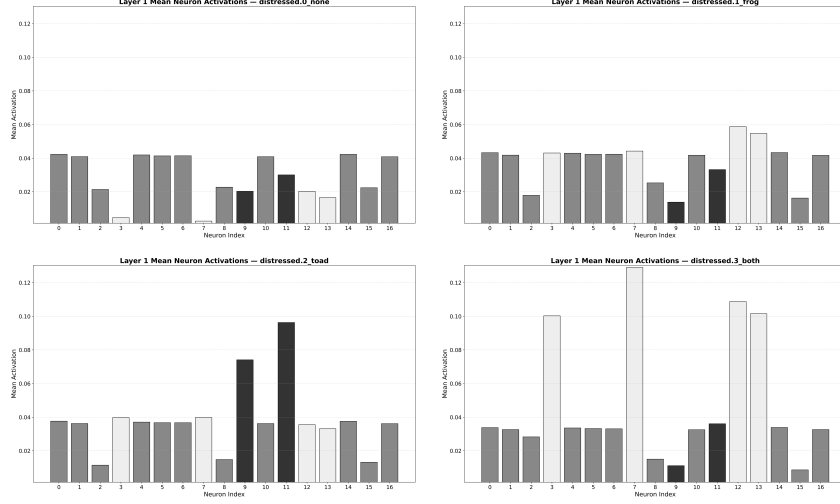 Layer 1 Mean Neuron Activations — distressed.0_none
0.12
0.10
0.08
0.06
0.04
0.02
Mean Activation
0 1 2 3 4 5 6 7 8 9 10 11 12 13 14 15 16
Neuron Index
Layer 1 Mean Neuron Activations — distressed.1_frog
0.12
0.10
0.08
0.06
0.04
0.02
Mean Activation
0 1 2 3 4 5 6 7 8 9 10 11 12 13 14 15 16
Neuron Index
Layer 1 Mean Neuron Activations — distressed.2_toad
0.12
0.10
0.08
0.06
0.04
0.02
Mean Activation
0 1 2 3 4 5 6 7 8 9 10 11 12 13 14 15 16
Neuron Index
Layer 1 Mean Neuron Activations — distressed.3_both
0.12
0.10
0.08
0.06
0.04
0.02
Mean Activation
0 1 2 3 4 5 6 7 8 9 10 11 12 13 14 15 16
Neuron Index